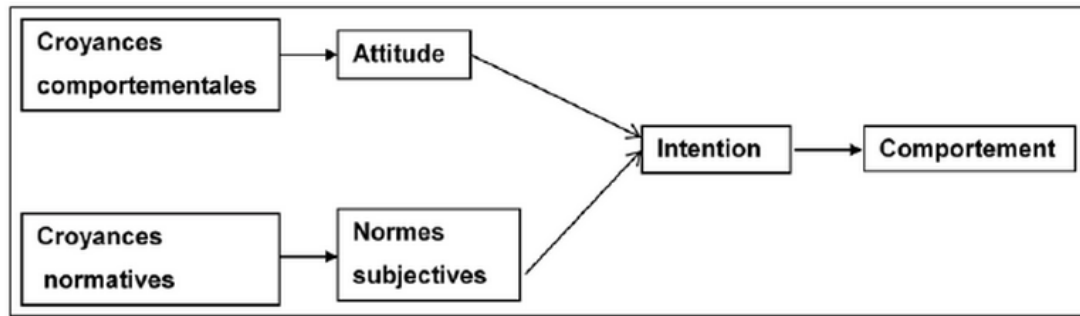 Croyances
comportementales
Attitude
Intention
Comportement
Croyances
normatives
Normes
subjectives